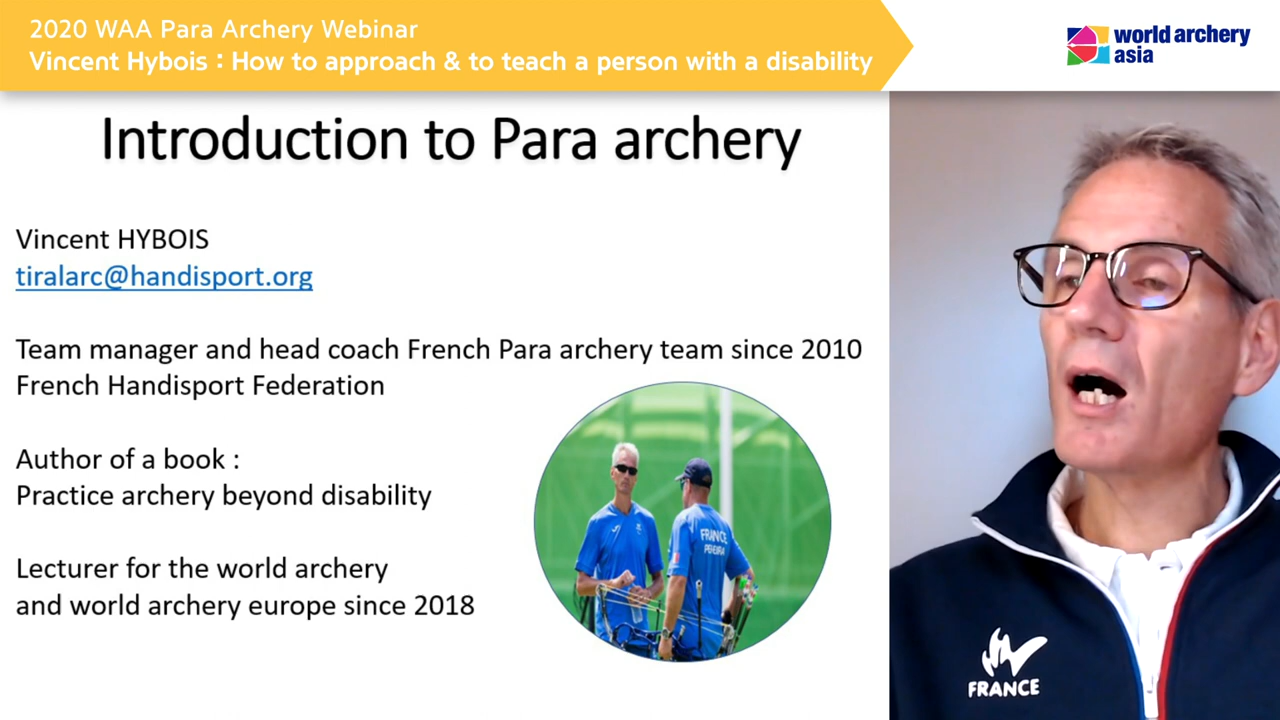 2020 WAA Para Archery Webinar
Vincent Hybois : How to approach & to teach a person with a disability
world archery
asia
Introduction to Para archery
Vincent HYBOIS
tiralarc@handisport.org
Team manager and head coach French Para archery team since 2010
French Handisport Federation
Author of a book :
Practice archery beyond disability
Lecturer for the world archery
and world archery europe since 2018
FRANCE
PEREIRA
FRANCE